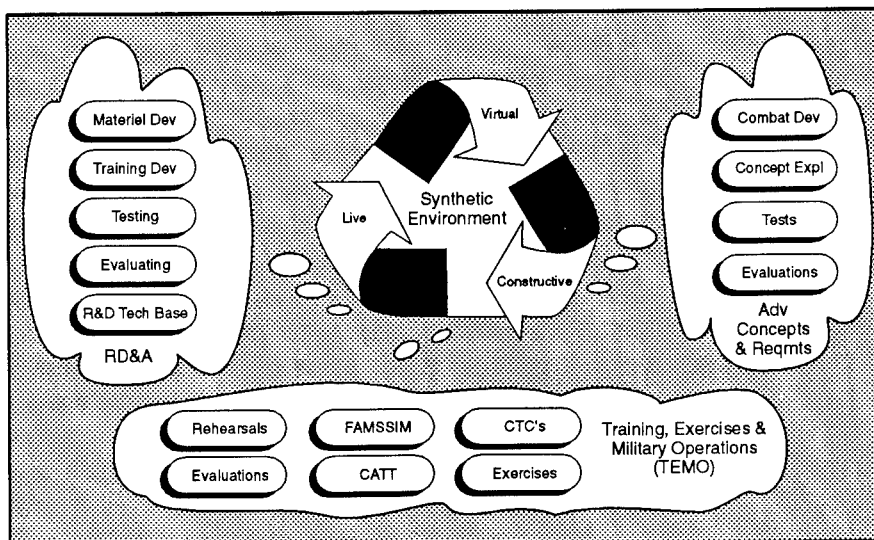 Materiel Dev
Training Dev
Testing
Evaluating
R&D Tech Base
RD&A
Virtual
Synthetic
Environment
Live
Constructive
Combat Dev
Concept Expl
Tests
Evaluations
Adv
Concepts
& Reqmts
Rehearsals
FAMSSIM
CTC's
Evaluations
CATT
Exercises
Training, Exercises &
Military Operations
(TEMO)